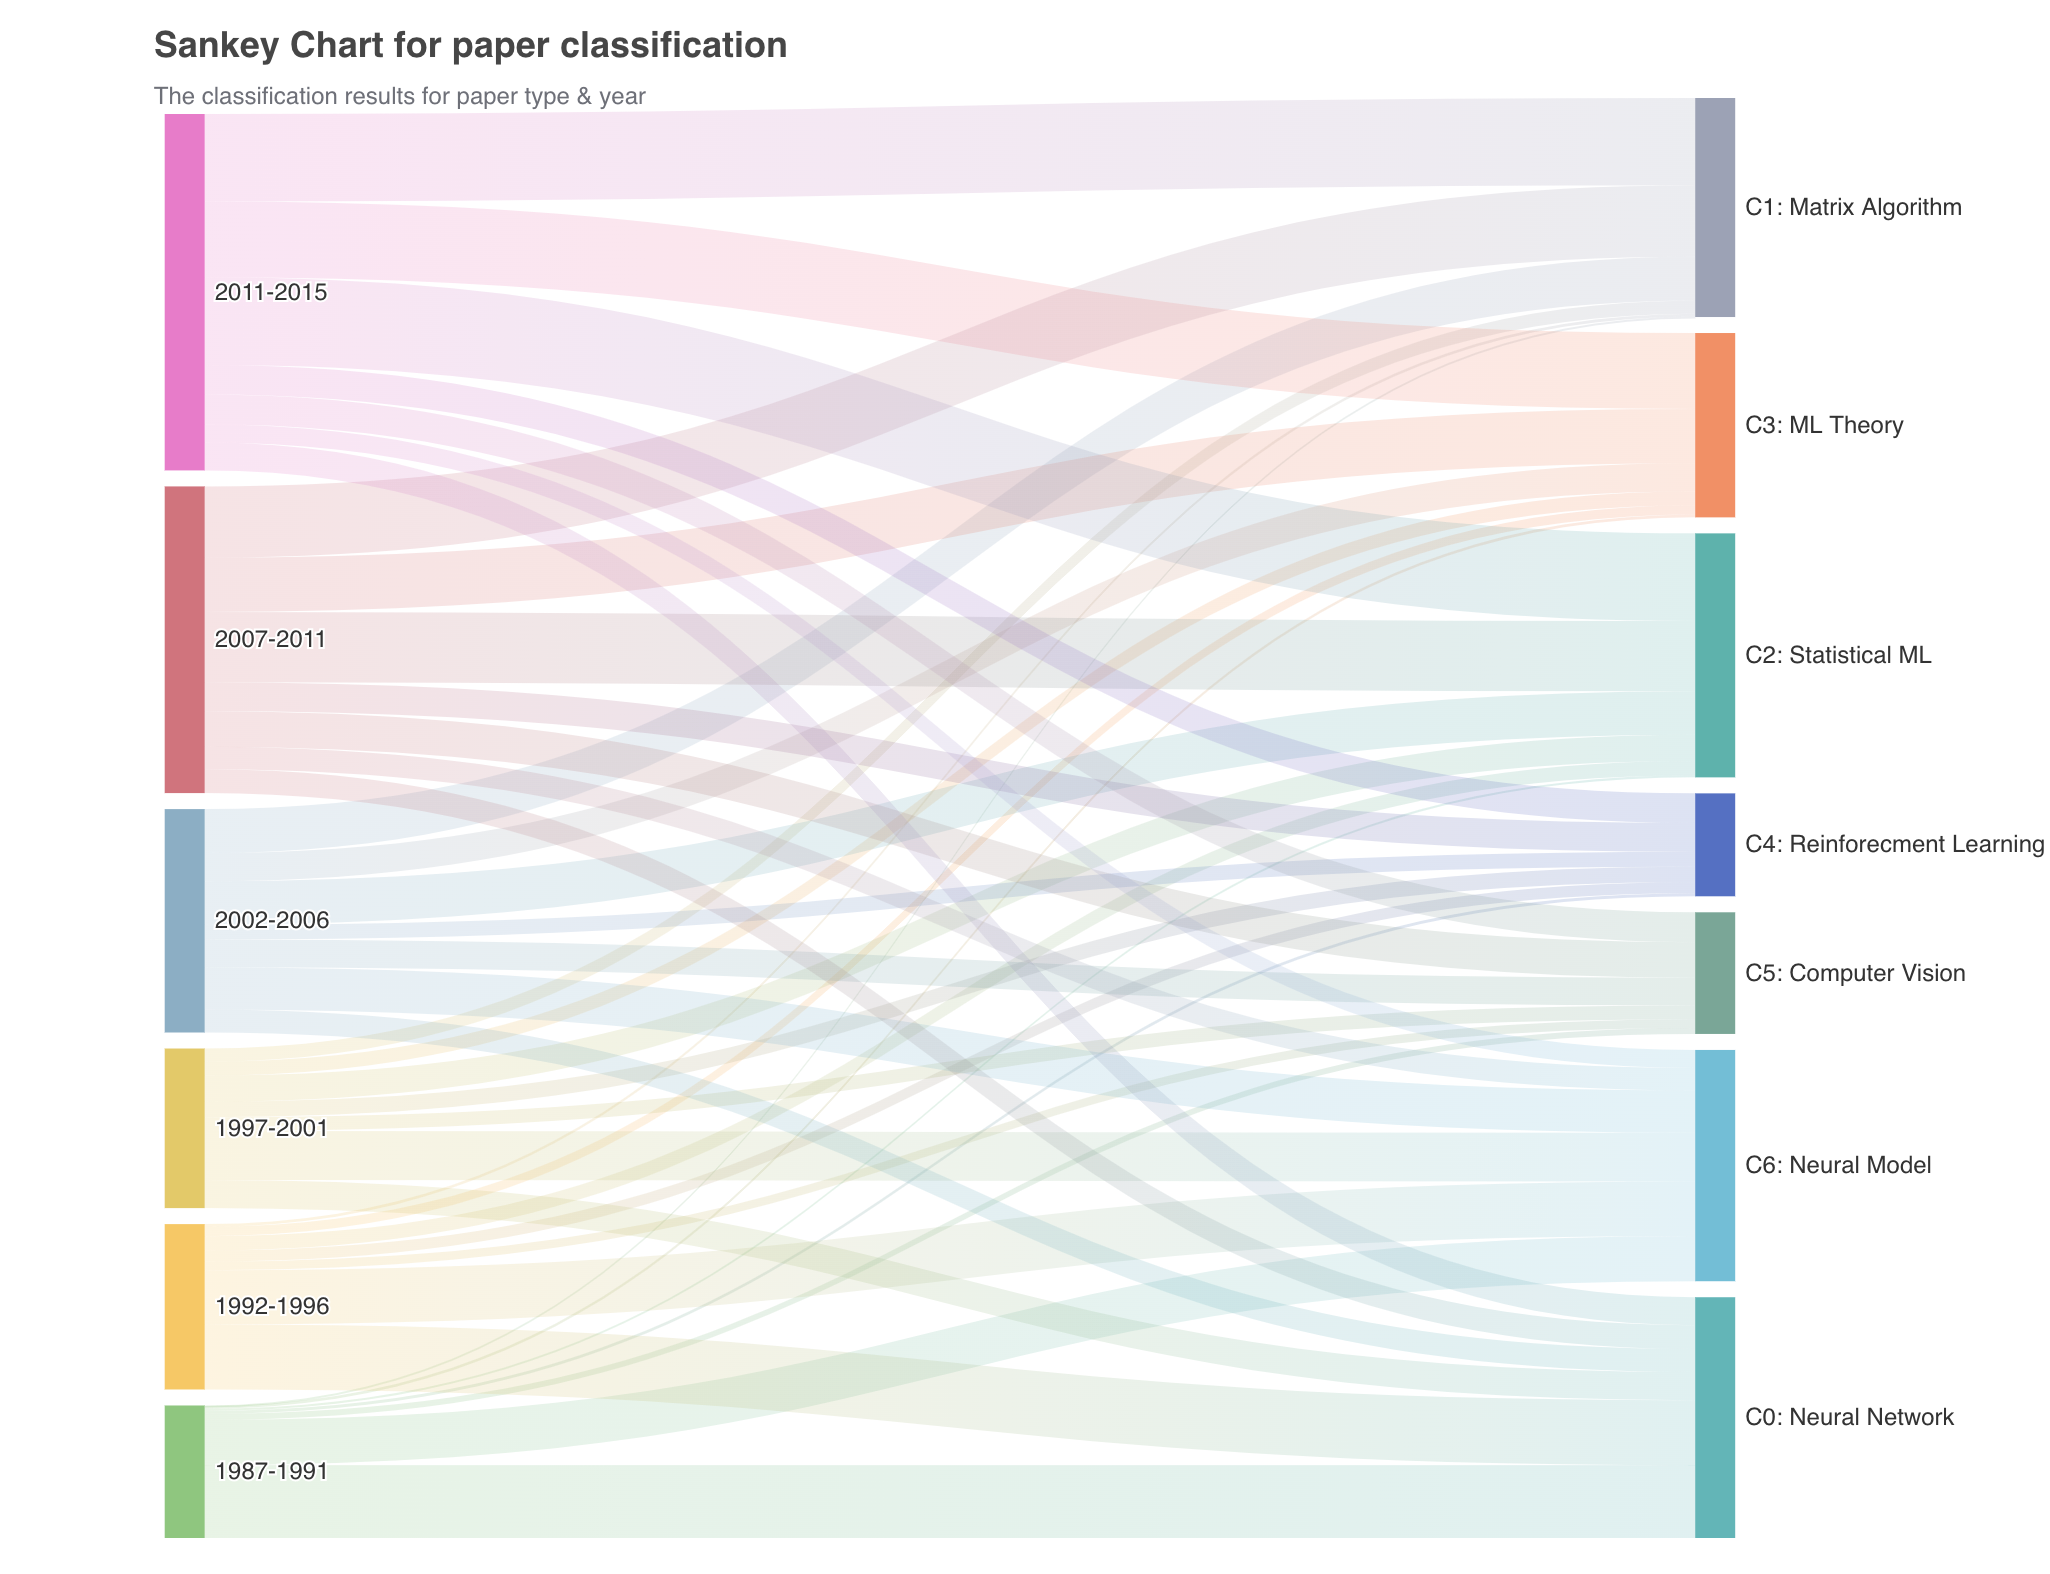 Sankey Chart for paper classification
The classification results for paper type & year
2011-2015
2007-2011
2002-2006
1997-2001
1992-1996
1987-1991
C1: Matrix Algorithm
C3: ML Theory
C2: Statistical ML
C4: Reinforecment Learning
C5: Computer Vision
C6: Neural Model
C0: Neural Network